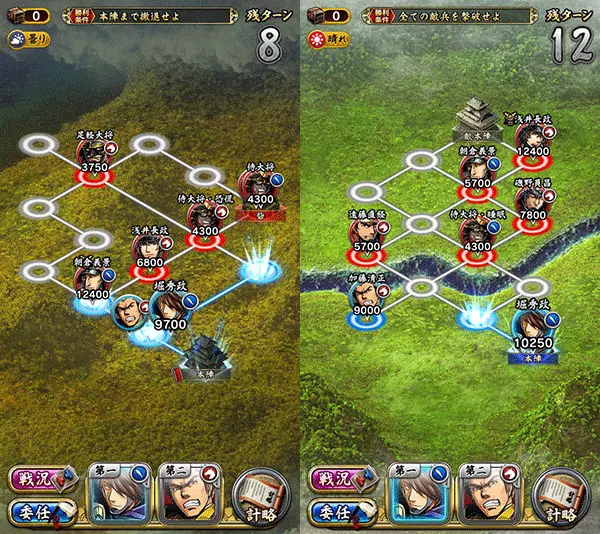 0
勝利条件
本陣まで撤退せよ
残ターン
8
曇り
足軽大将
3750
侍大将
4300
侍大将・恐慌
4300
浅井長政
6800
朝倉義景
12400
堀秀政
9700
本陣
戦況
委任
第一
第二
計略
0
勝利条件
全ての敵兵を撃破せよ
残ターン
12
晴れ
敵本陣
浅井長政
12400
朝倉義景
5700
磯野員昌
7800
遠藤直経
5700
侍大将・睡眠
4300
加藤清正
9000
堀秀政
10250
本陣
戦況
委任
第一
第二
計略